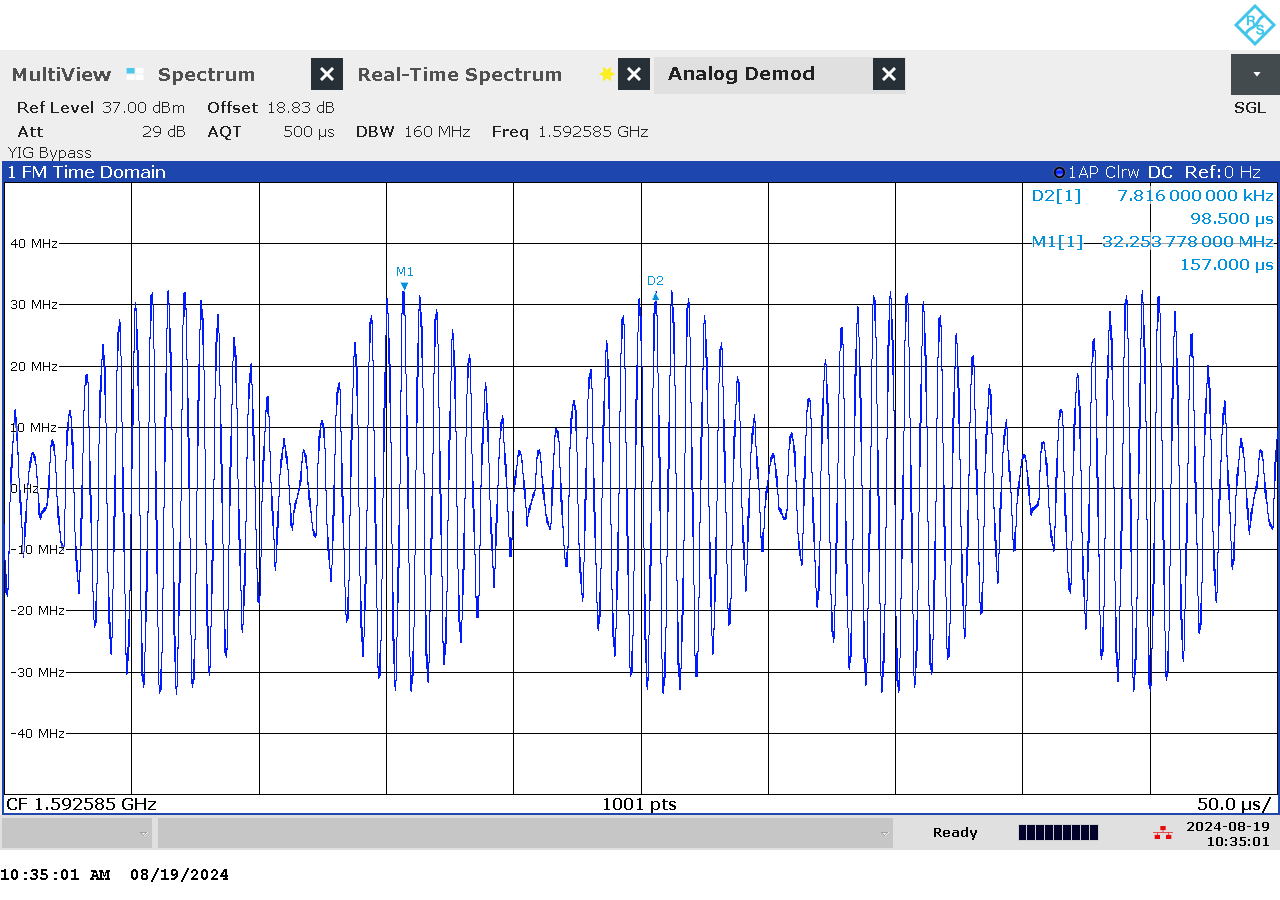 R&S
MultiView Spectrum Real-Time Spectrum Analog Demod
Ref Level 37.00 dBm Offset 18.83 dB SGL
Att 29 dB AQT 500 µs DBW 160 MHz Freq 1.592585 GHz
YIG Bypass
1 FM Time Domain 1AP Clrw DC Ref:0 Hz
D2[1] 7.816 000 000 kHz
98.500 µs
M1[1] 32.253 778 000 MHz
157.000 µs
40 MHz
M1
D2
30 MHz
20 MHz
10 MHz
0 Hz
-10 MHz
-20 MHz
-30 MHz
-40 MHz
CF 1.592585 GHz 1001 pts 50.0 µs/
Ready 2024-08-19
10:35:01
10:35:01 AM 08/19/2024